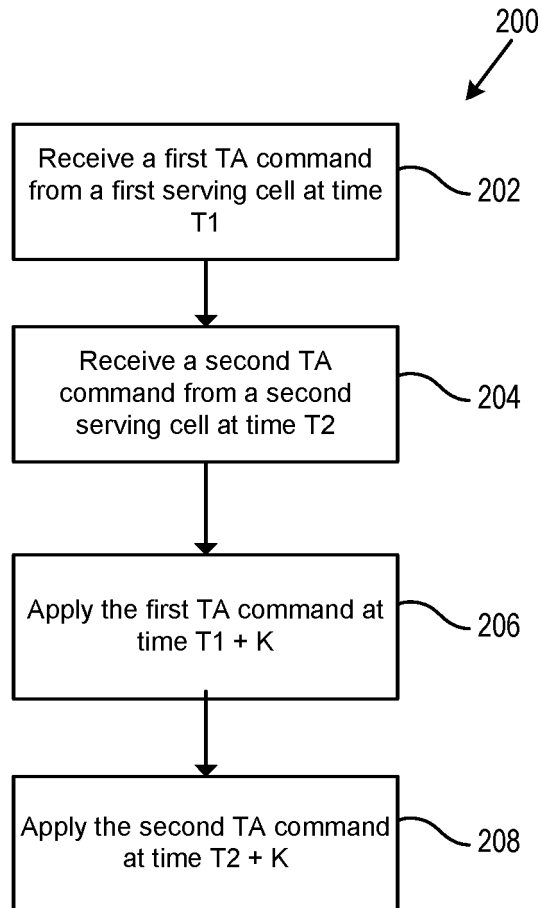 200
Receive a first TA command
from a first serving cell at time
T1
202
Receive a second TA
command from a second
serving cell at time T2
204
Apply the first TA command at
time T1 + K
206
Apply the second TA command
at time T2 + K
208